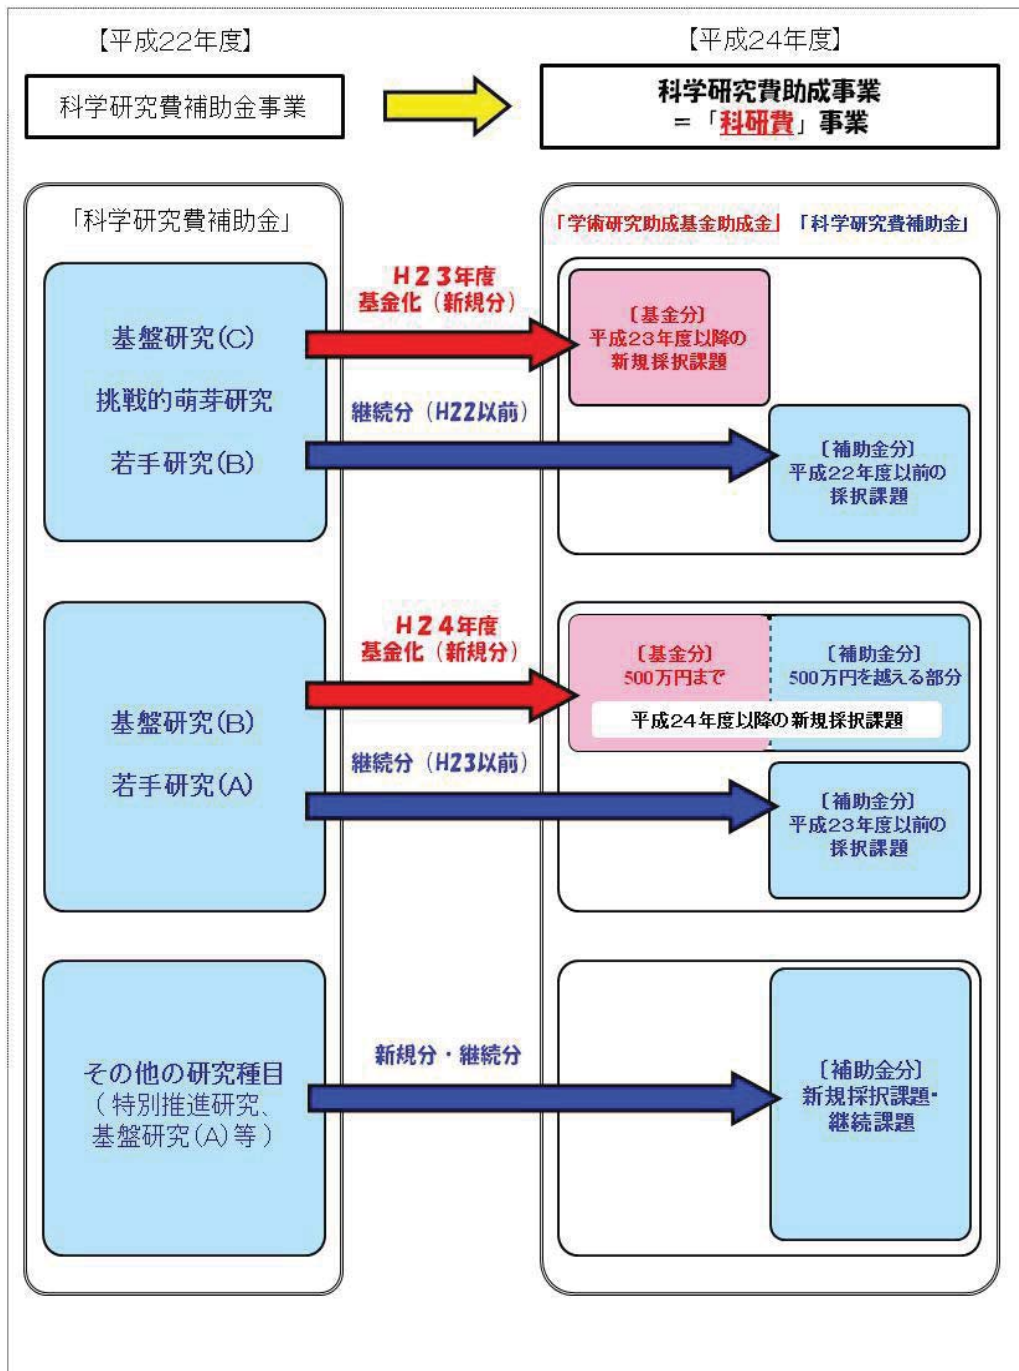 【平成22年度】
【平成24年度】
科学研究費補助金事業
科学研究費助成事業
＝「科研費」事業
「科学研究費補助金」
「学術研究助成基金助成金」
「科学研究費補助金」
基盤研究(C)
挑戦的萌芽研究
若手研究(B)
H23年度
基金化（新規分）
継続分（H22以前）
〔基金分〕
平成23年度以降の
新規採択課題
〔補助金分〕
平成22年度以前の
採択課題
基盤研究(B)
若手研究(A)
H24年度
基金化（新規分）
継続分（H23以前）
〔基金分〕
500万円まで
〔補助金分〕
500万円を越える部分
平成24年度以降の新規採択課題
〔補助金分〕
平成23年度以前の
採択課題
その他の研究種目
（特別推進研究、
基盤研究(A)等）
新規分・継続分
〔補助金分〕
新規採択課題・
継続課題